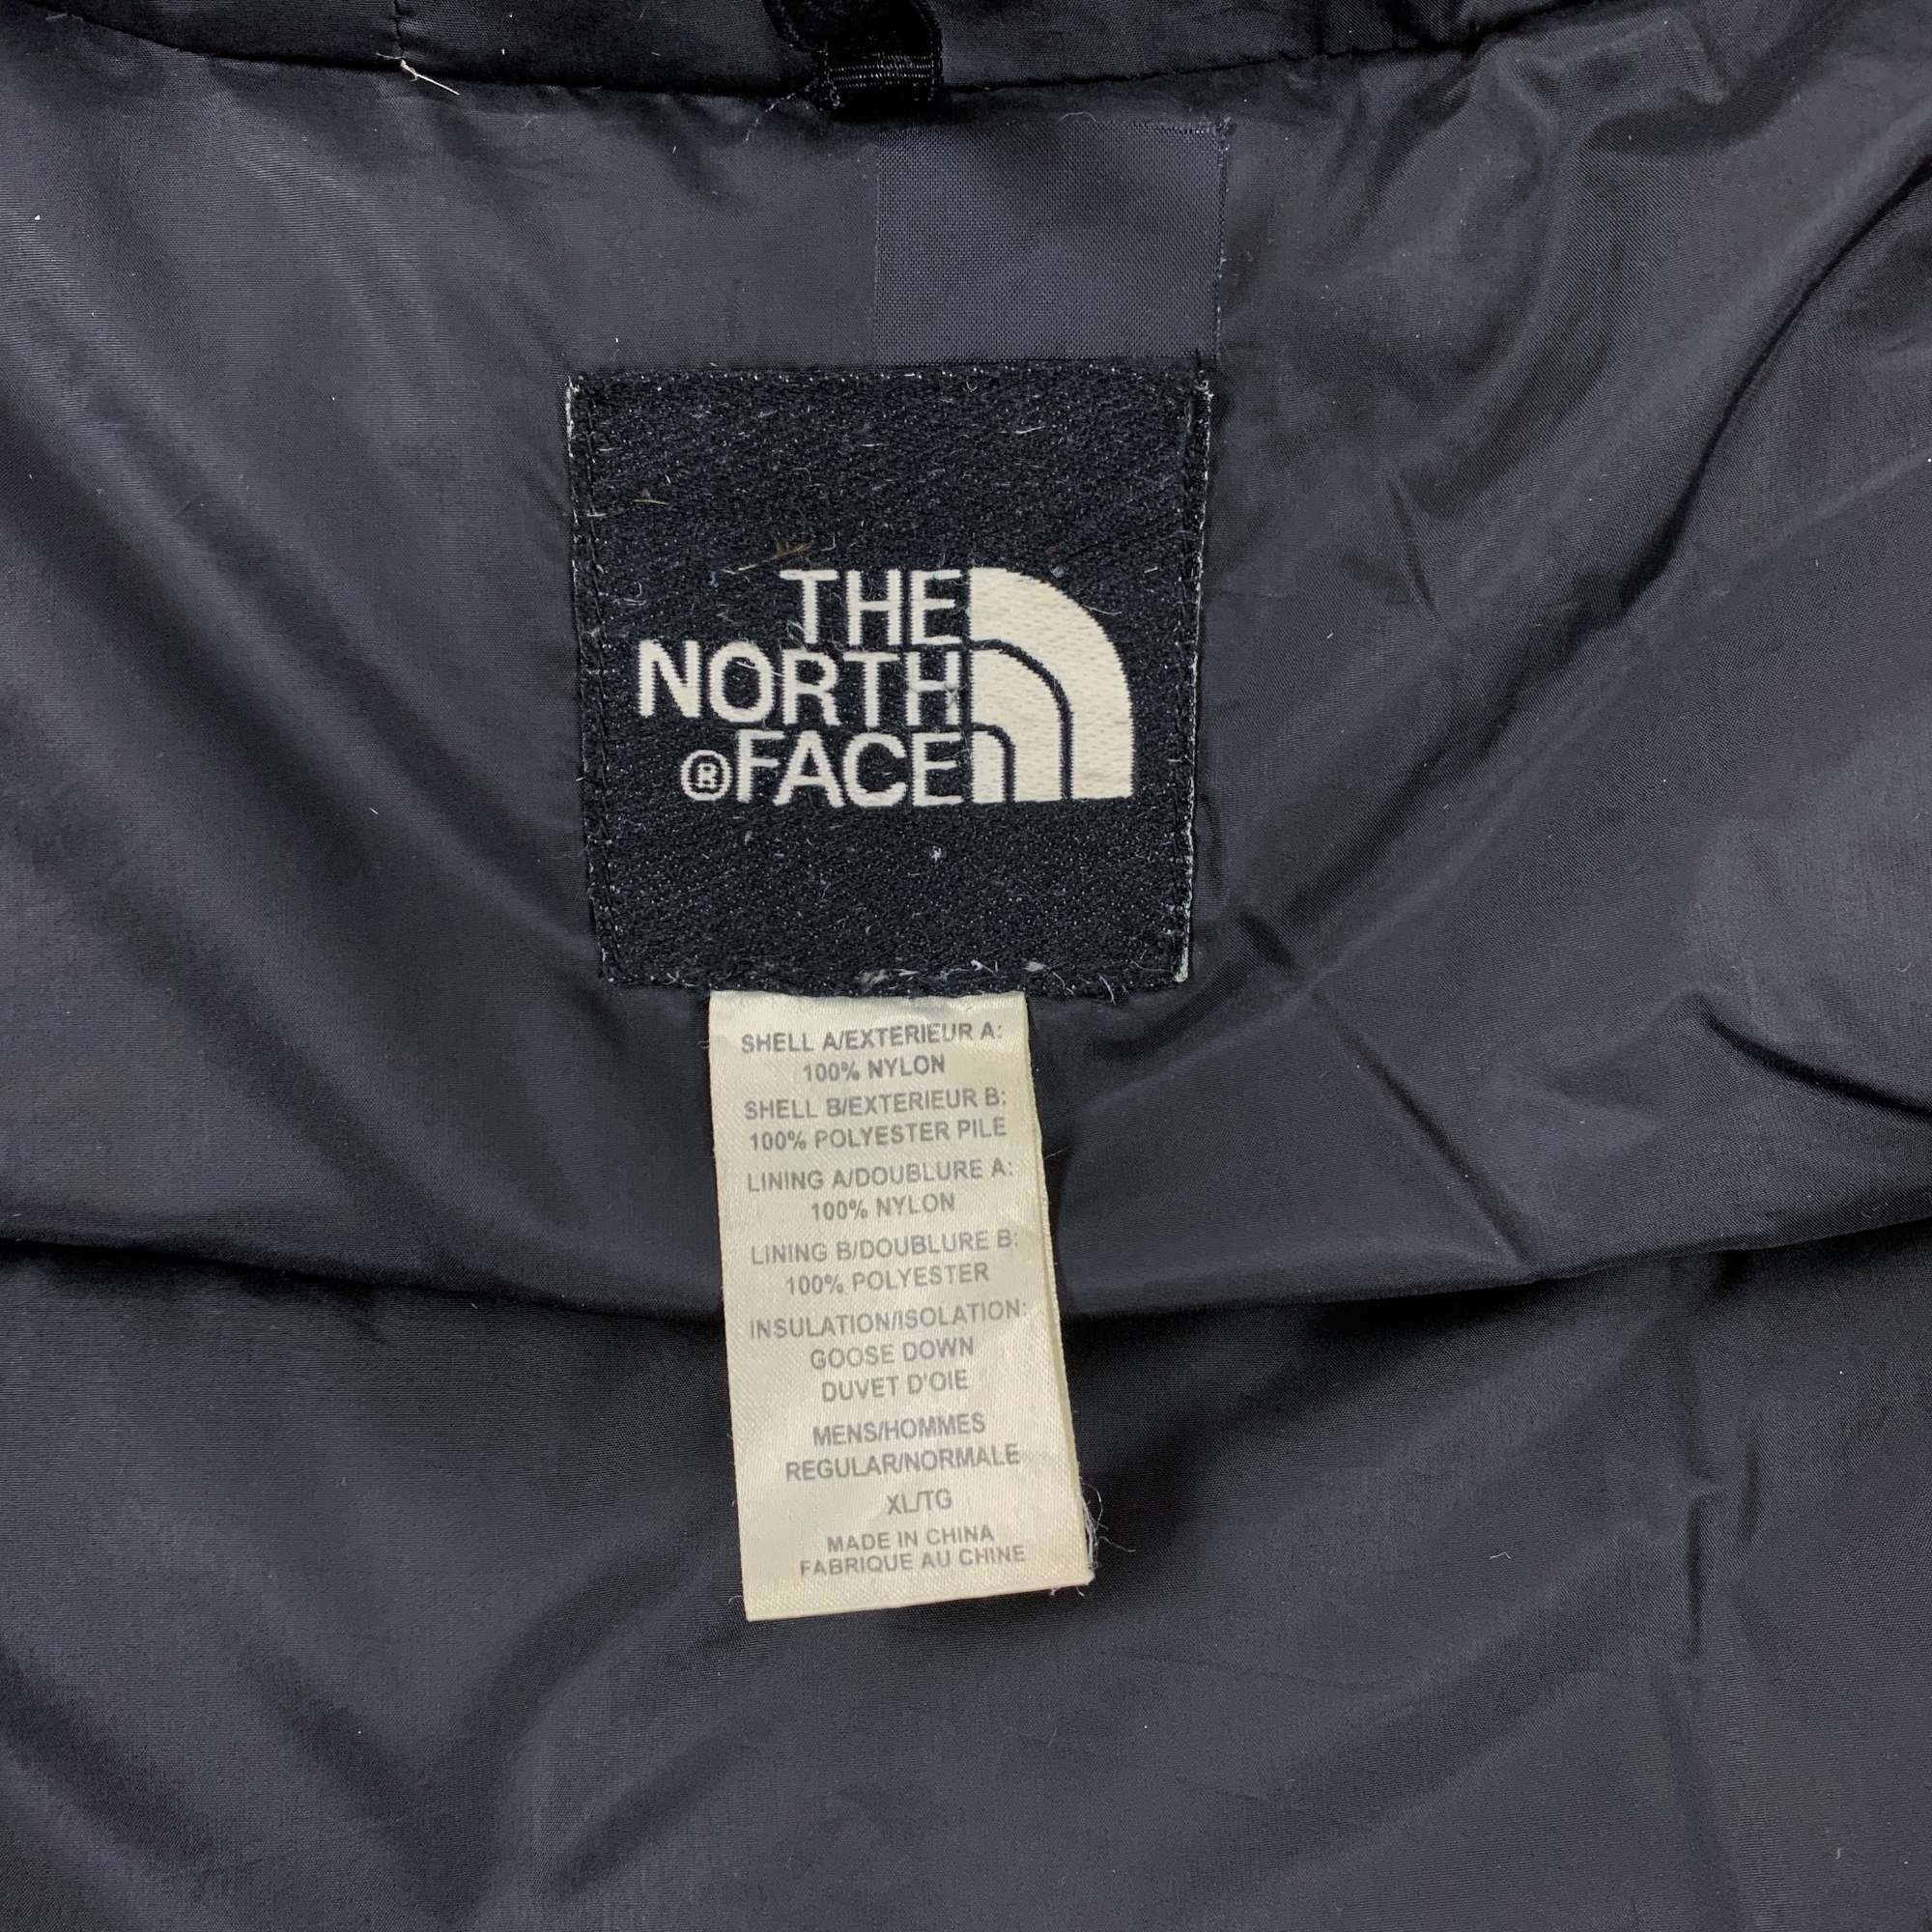 THE
NORTH
®FACE
SHELL A/EXTERIEUR A:
100% NYLON
SHELL B/EXTERIEUR B:
100% POLYESTER PILE
LINING A/DOUBLURE A:
100% NYLON
LINING B/DOUBLURE B:
100% POLYESTER
INSULATION/ISOLATION:
GOOSE DOWN
DUVET D'OIE
MENS/HOMMES
REGULAR/NORMALE
XL/TG
MADE IN CHINA
FABRIQUE AU CHINE